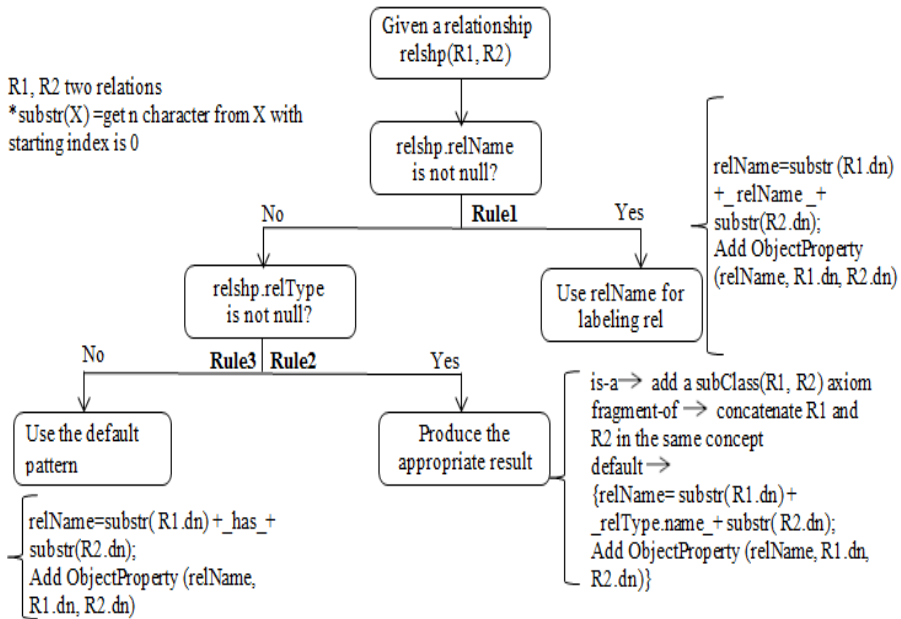 Given a relationship
relshp(R1, R2)
R1, R2 two relations
*substr(X) =get n character from X with
starting index is 0
relshp.relName
is not null?
relName=substr (R1.dn)
+_relName _+
substr(R2.dn);
Add ObjectProperty
(relName, R1.dn, R2.dn)
No
Rule1
Yes
relshp.relType
is not null?
Use relName for
labeling rel
No
Rule3
Rule2
Yes
Use the default
pattern
Produce the
appropriate result
is-a→ add a subClass(R1, R2) axiom
fragment-of → concatenate R1 and
R2 in the same concept
default→
{relName= substr(R1.dn)+
_relType.name_+ substr( R2.dn);
Add ObjectProperty (relName, R1.dn,
R2.dn)}
relName=substr( R1.dn) +_has_+
substr(R2.dn);
Add ObjectProperty (relName,
R1.dn, R2.dn)